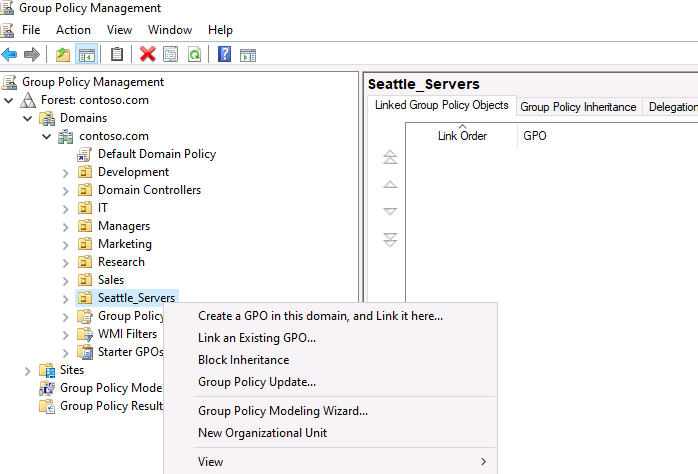 Group Policy Management
File Action View Window Help
Group Policy Management
Forest: contoso.com
Domains
contoso.com
Default Domain Policy
Development
Domain Controllers
IT
Managers
Marketing
Research
Sales
Seattle_Servers
Group Policy
WMI Filters
Starter GPOs
Sites
Group Policy Mode
Group Policy Result
Seattle_Servers
Linked Group Policy Objects Group Policy Inheritance Delegation
Link Order GPO
Create a GPO in this domain, and Link it here...
Link an Existing GPO...
Block Inheritance
Group Policy Update...
Group Policy Modeling Wizard...
New Organizational Unit
View